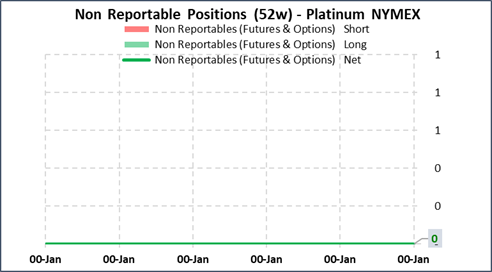 Non Reportable Positions (52w) - Platinum NYMEX
Non Reportables (Futures & Options) Short
Non Reportables (Futures & Options) Long
Non Reportables (Futures & Options) Net
1
1
1
0
0
0
-
00-Jan 00-Jan 00-Jan 00-Jan 00-Jan 00-Jan